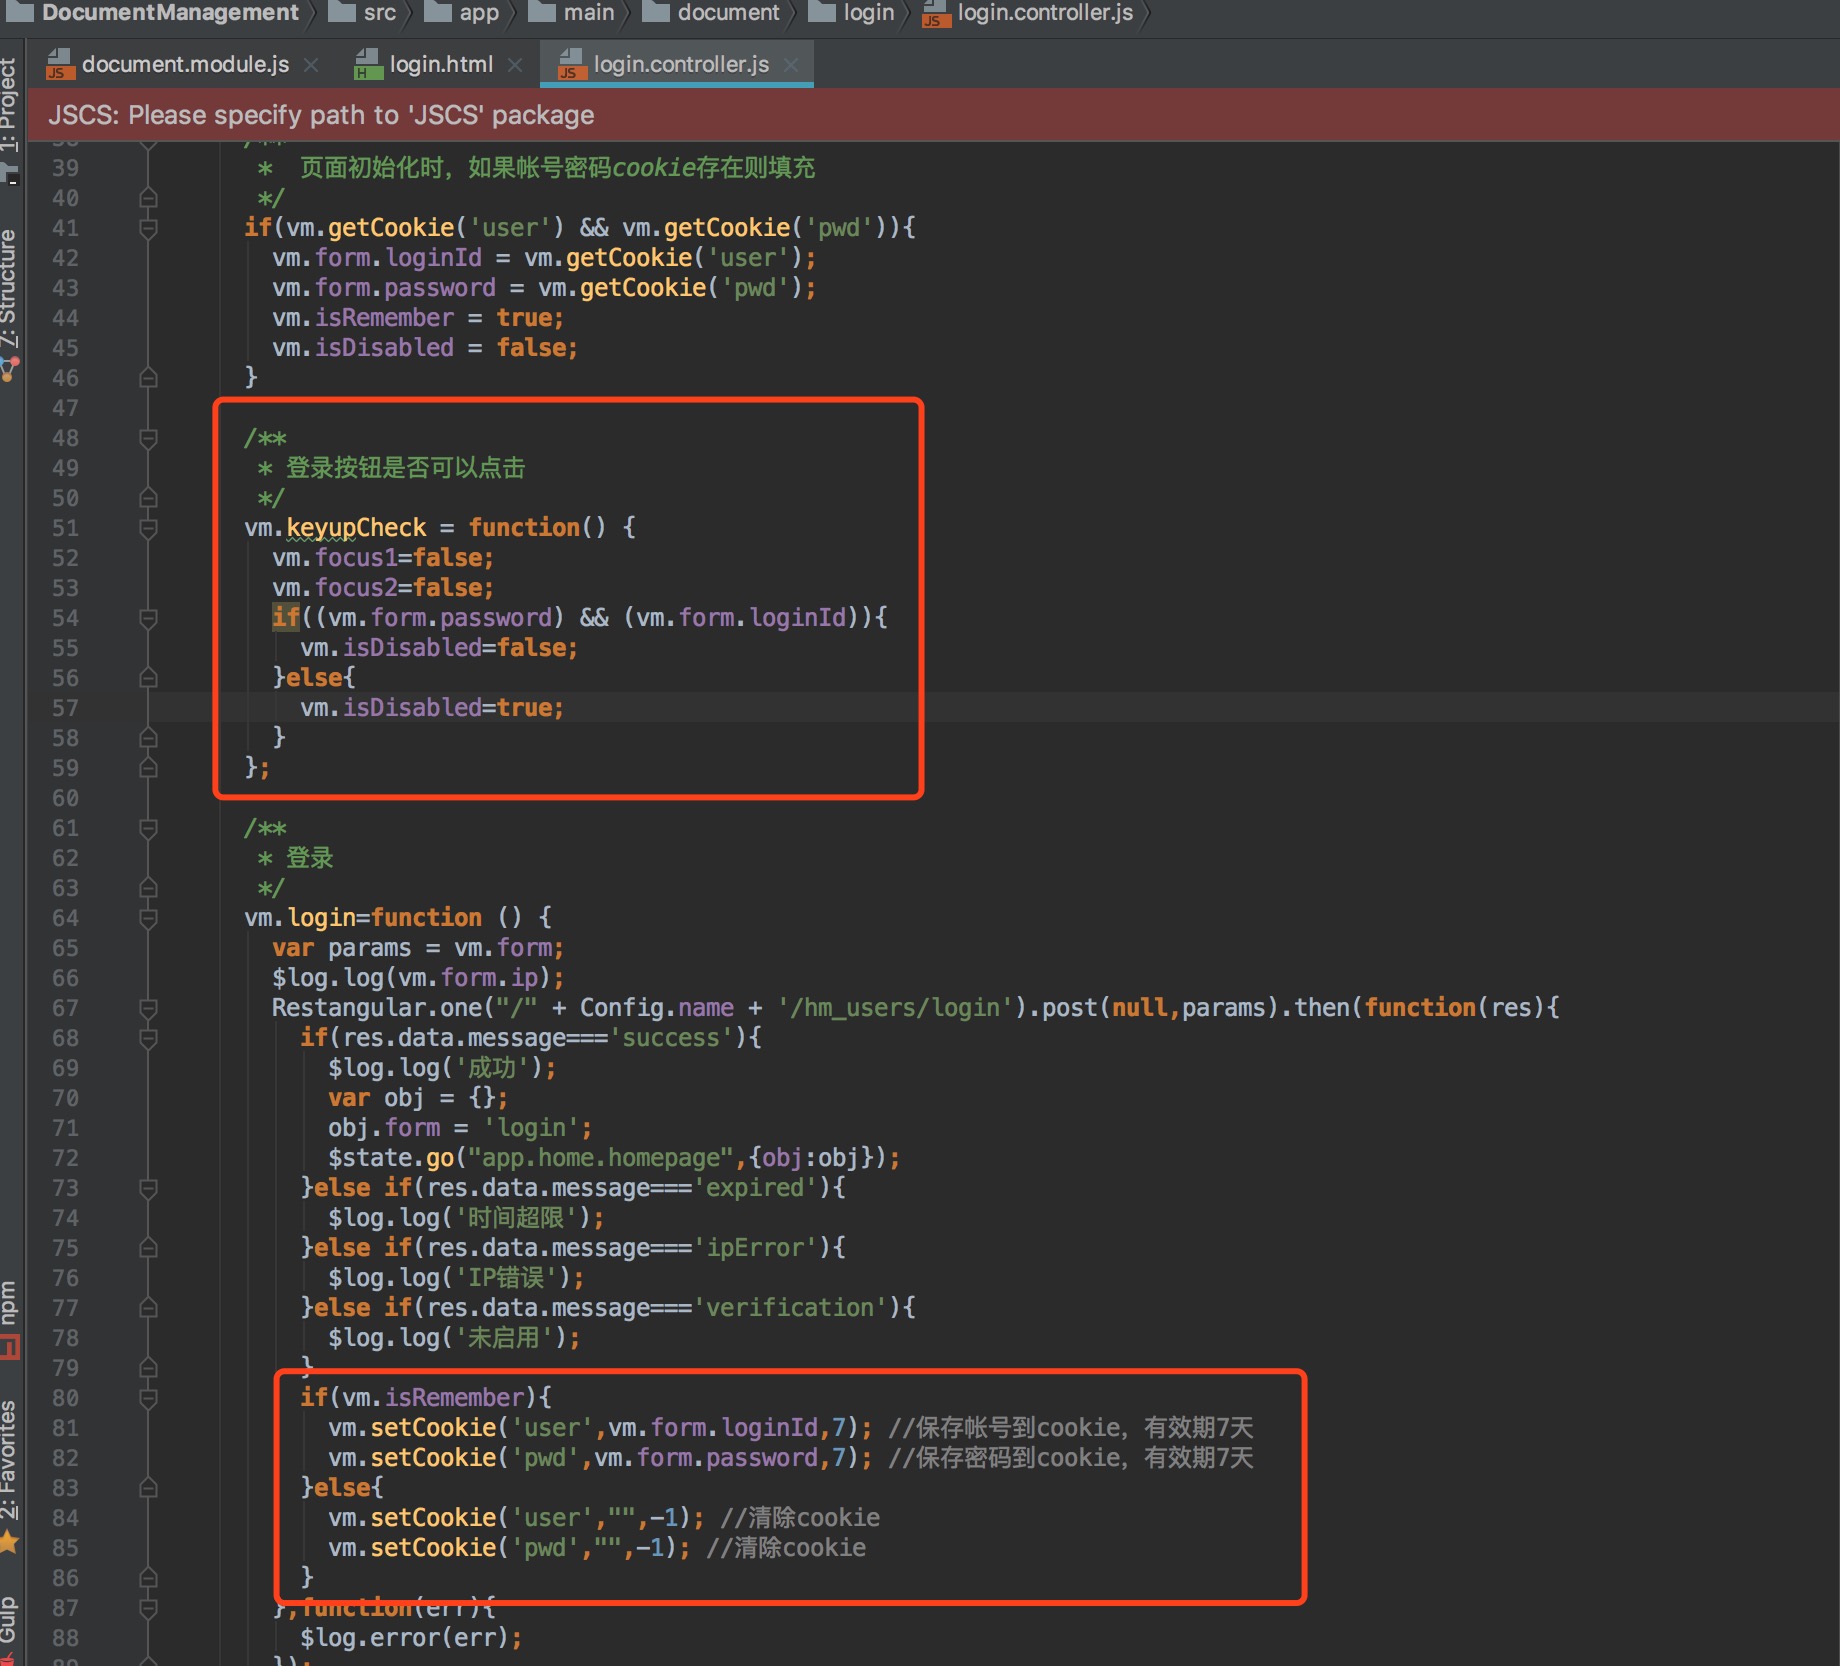 DocumentManagement src app main document login login.controller.js
document.module.js login.html login.controller.js
JSCS: Please specify path to 'JSCS' package
1: Project
7: Structure
npm
2: Favorites
Gulp
38 /**
39 * 页面初始化时，如果帐号密码cookie存在则填充
40 */
41 if(vm.getCookie('user') && vm.getCookie('pwd')){
42 vm.form.loginId = vm.getCookie('user');
43 vm.form.password = vm.getCookie('pwd');
44 vm.isRemember = true;
45 vm.isDisabled = false;
46 }
47
48 /**
49 * 登录按钮是否可以点击
50 */
51 vm.keyupCheck = function() {
52 vm.focus1=false;
53 vm.focus2=false;
54 if((vm.form.password) && (vm.form.loginId)){
55 vm.isDisabled=false;
56 }else{
57 vm.isDisabled=true;
58 }
59 };
60
61 /**
62 * 登录
63 */
64 vm.login=function () {
65 var params = vm.form;
66 $log.log(vm.form.ip);
67 Restangular.one("/" + Config.name + '/hm_users/login').post(null,params).then(function(res){
68 if(res.data.message==='success'){
69 $log.log('成功');
70 var obj = {};
71 obj.form = 'login';
72 $state.go("app.home.homepage",{obj:obj});
73 }else if(res.data.message==='expired'){
74 $log.log('时间超限');
75 }else if(res.data.message==='ipError'){
76 $log.log('IP错误');
77 }else if(res.data.message==='verification'){
78 $log.log('未启用');
79 }
80 if(vm.isRemember){
81 vm.setCookie('user',vm.form.loginId,7); //保存帐号到cookie，有效期7天
82 vm.setCookie('pwd',vm.form.password,7); //保存密码到cookie，有效期7天
83 }else{
84 vm.setCookie('user',"",-1); //清除cookie
85 vm.setCookie('pwd',"",-1); //清除cookie
86 }
87 },function(err){
88 $log.error(err);
89 });